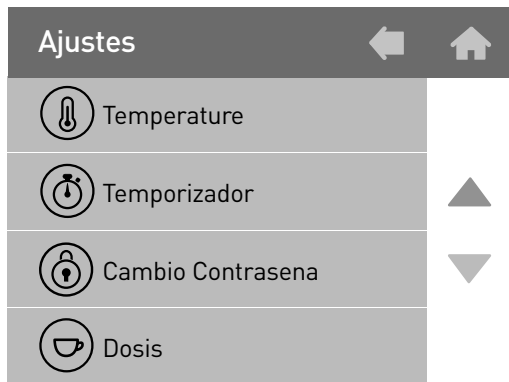 Ajustes
Temperature
Temporizador
Cambio Contrasena
Dosis